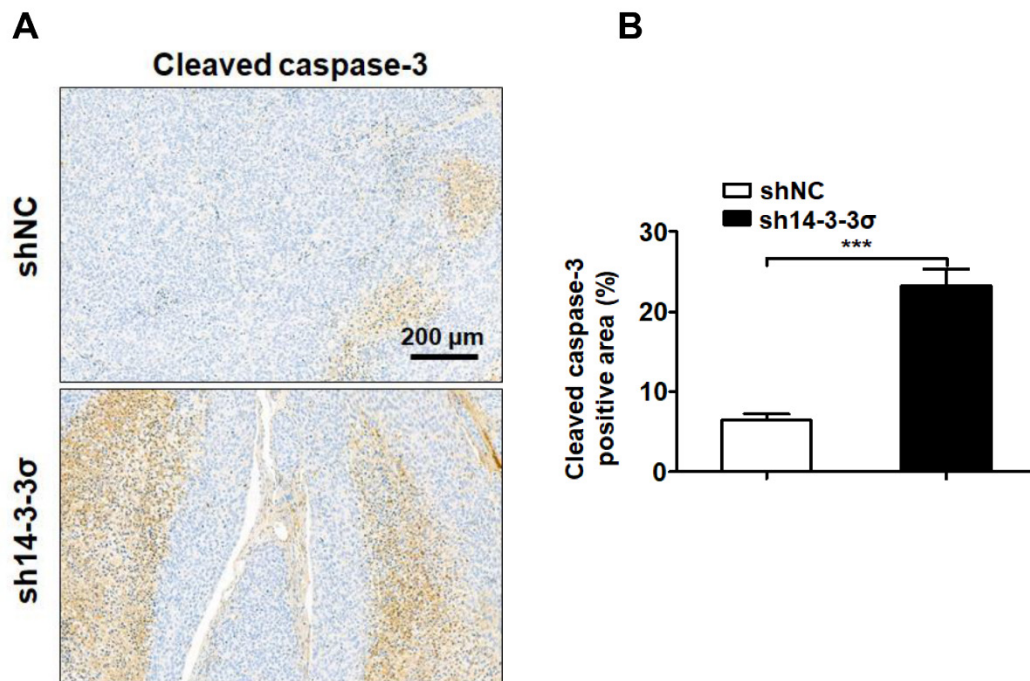 A
Cleaved caspase-3
shNC
200 µm
sh14-3-3σ
B
shNC
sh14-3-3σ
***
30
20
10
0
Cleaved caspase-3
positive area (%)